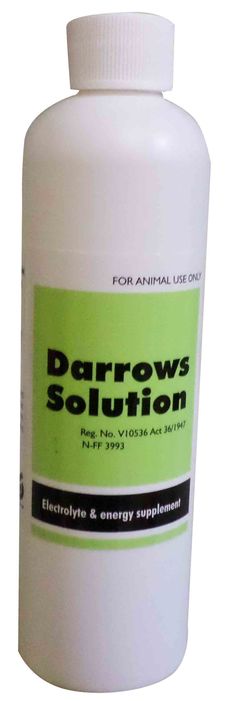 FOR ANIMAL USE ONLY
Darrows
Solution
Reg. No. V10536 Act 36/1947
N-FF 3993
Electrolyte & energy supplement